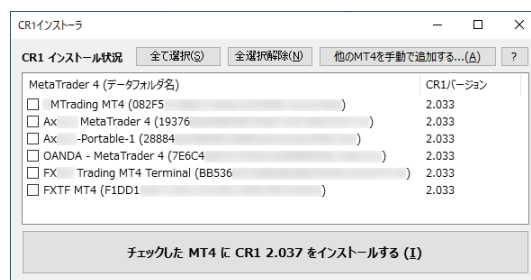 CR1インストーラ
CR1 インストール状況 全て選択(S) 全選択解除(N) 他のMT4を手動で追加する...(A) ?
MetaTrader 4 (データフォルダ名) CR1バージョン
MTrading MT4 (082F5 ) 2.033
Ax MetaTrader 4 (19376 ) 2.033
Ax -Portable-1 (28884 ) 2.033
OANDA - MetaTrader 4 (7E6C4 ) 2.033
FX Trading MT4 Terminal (BB536 ) 2.033
FXTF MT4 (F1DD1 ) 2.033
チェックした MT4 に CR1 2.037 をインストールする (I)